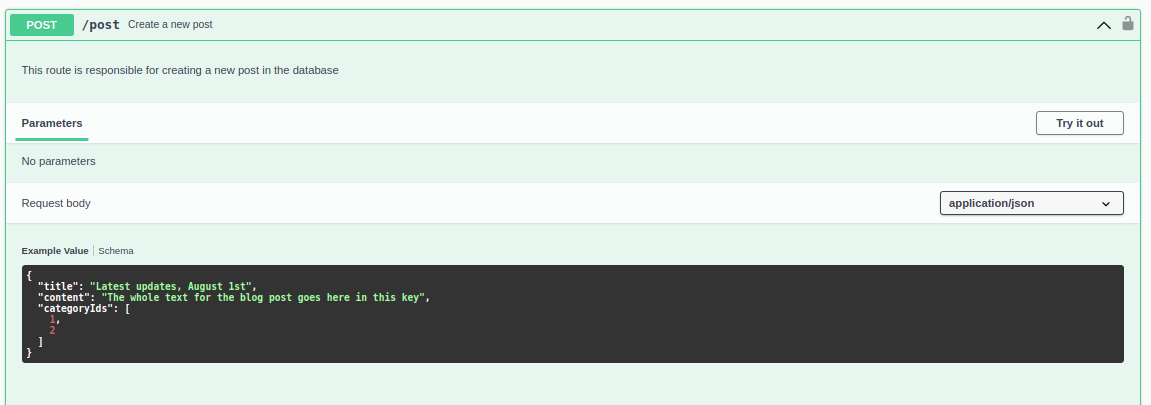 POST /post Create a new post
This route is responsible for creating a new post in the database
Parameters Try it out
No parameters
Request body application/json
Example Value Schema
{
  "title": "Latest updates, August 1st",
  "content": "The whole text for the blog post goes here in this key",
  "categoryIds": [
    1,
    2
  ]
}